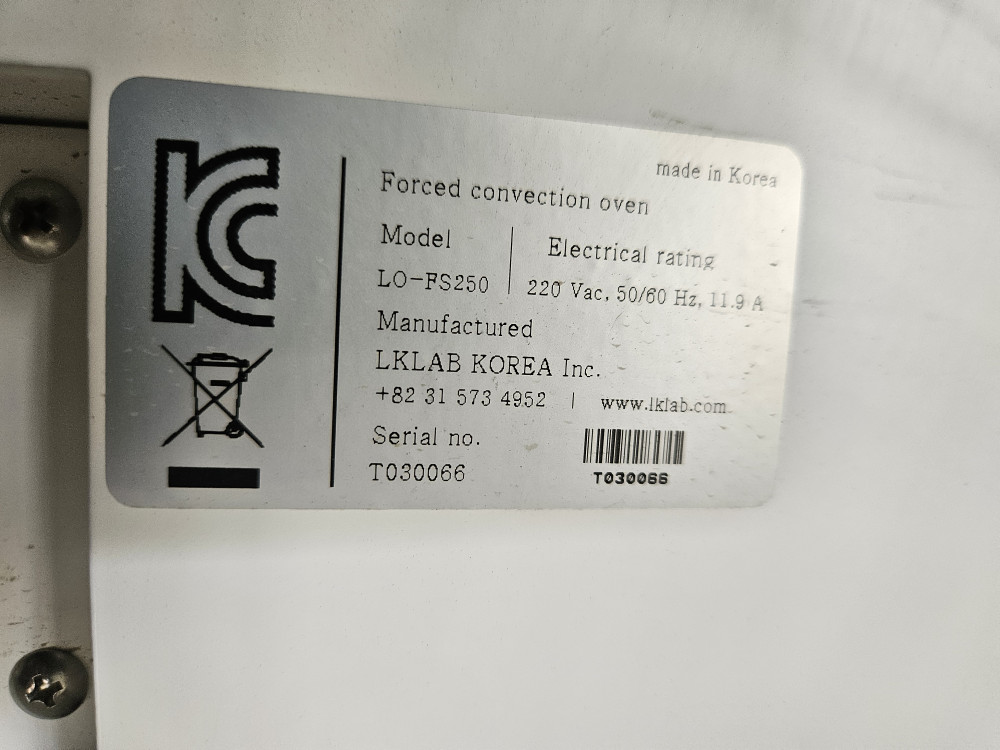 made in Korea
Forced convection oven
Model
Electrical rating
LO-FS250
220 Vac, 50/60 Hz, 11.9 A
Manufactured
LKLAB KOREA Inc.
+82 31 573 4952 | www.lklab.com
Serial no.
T030066
T030066